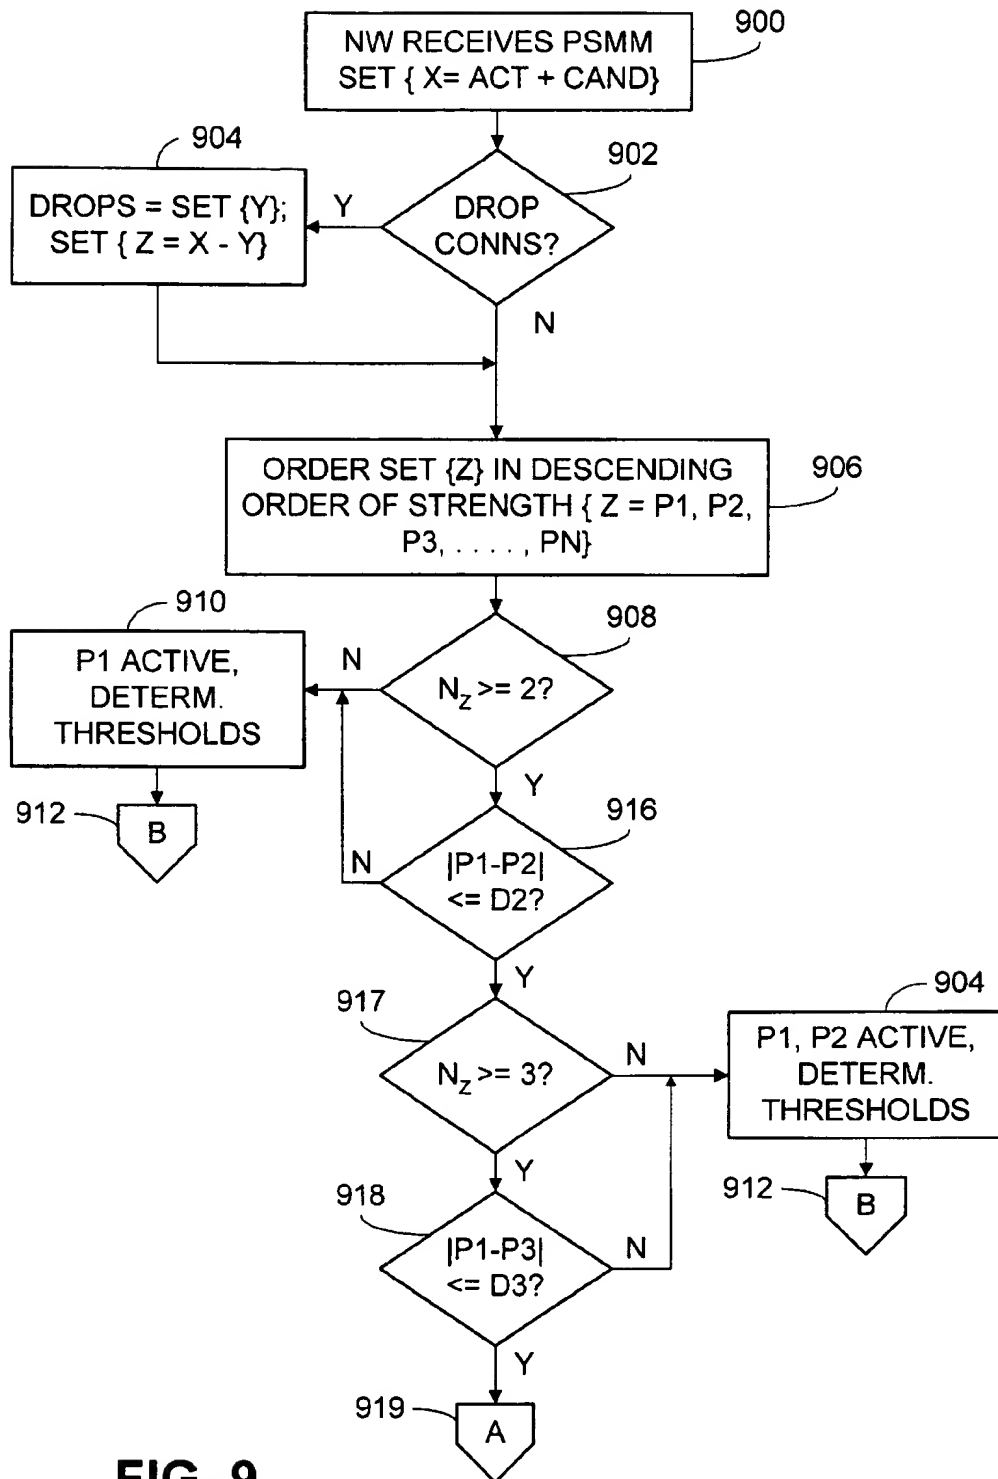 900
NW RECEIVES PSMM
SET { X= ACT + CAND}
904
902
DROPS = SET {Y};
SET { Z = X - Y}
Y
DROP
CONNS?
N
906
ORDER SET {Z} IN DESCENDING
ORDER OF STRENGTH { Z = P1, P2,
P3, . . . . , PN}
910
908
P1 ACTIVE,
DETERM.
THRESHOLDS
N
NZ >= 2?
Y
912
B
916
N
|P1-P2|
<= D2?
Y
917
904
NZ >= 3?
N
P1, P2 ACTIVE,
DETERM.
THRESHOLDS
Y
918
912
B
|P1-P3|
<= D3?
N
Y
919
A
FIG. 9